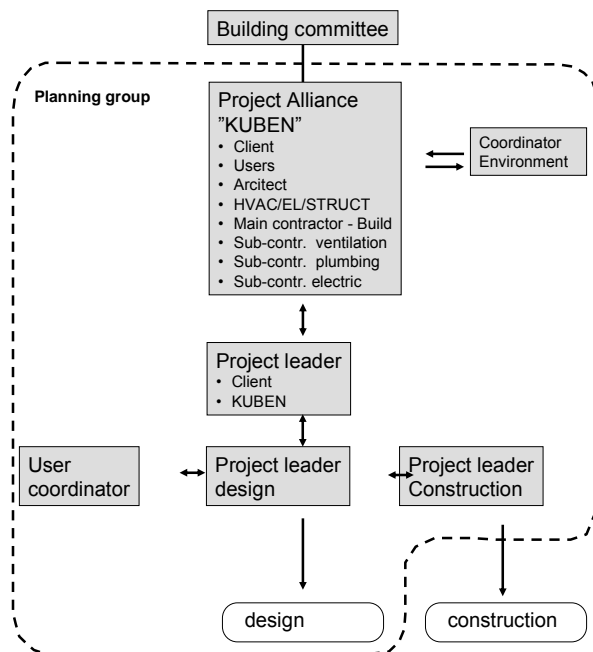 Building committee
Planning group
Project Alliance
”KUBEN”
• Client
• Users
• Arcitect
• HVAC/EL/STRUCT
• Main contractor - Build
• Sub-contr. ventilation
• Sub-contr. plumbing
• Sub-contr. electric
Coordinator
Environment
Project leader
• Client
• KUBEN
User
coordinator
Project leader
design
Project leader
Construction
design
construction